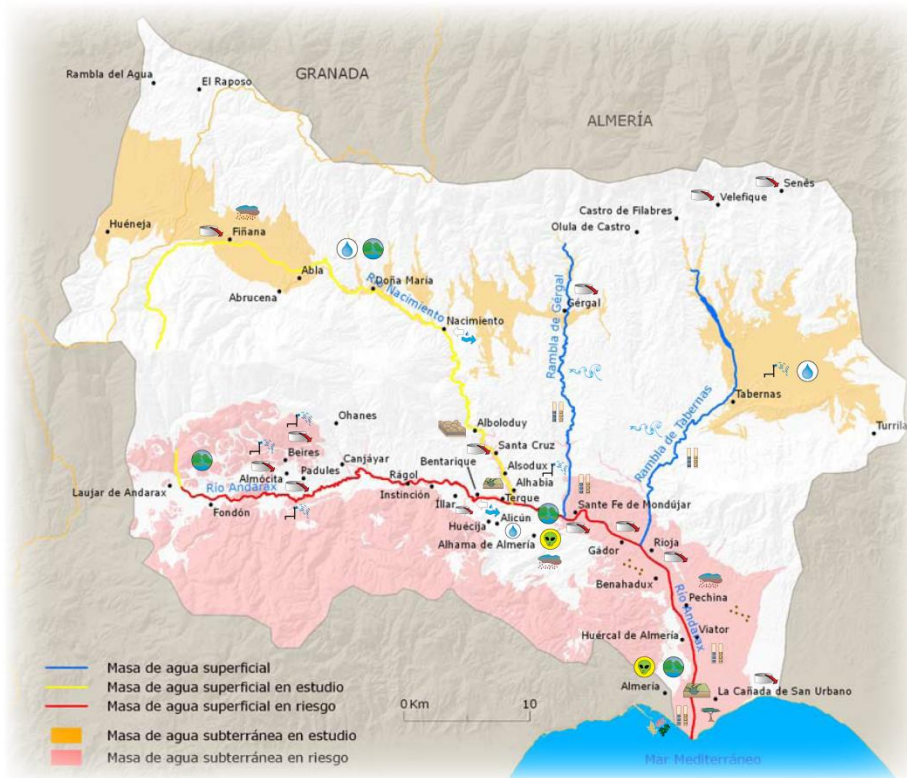 GRANADA
Rambla del Agua
El Raposo
ALMERÍA
Senés
Velefique
Castro de Filabres
Olula de Castro
Huéneja
Fiñana
Abla
Doña María
Abrucena
Río Nacimiento
Rambla de Gérgal
Gérgal
Nacimiento
Tabernas
Rambla de Tabernas
Turrila
Ohanes
Alboloduy
Santa Cruz
Beires
Canjáyar
Bentarique
Alsodux
Almócita
Padules
Rágol
Alhabia
Laujar de Andarax
Río Andarax
Instinción
Terque
Fondón
Íllar
Alicún
Sante Fe de Mondújar
Huécija
Alhama de Almería
Gádor
Rioja
Benahadux
Río Andarax
Pechina
Viator
Huércal de Almería
Almería
La Cañada de San Urbano
Masa de agua superficial
Masa de agua superficial en estudio
Masa de agua superficial en riesgo
0 Km
10
Masa de agua subterránea en estudio
Masa de agua subterránea en riesgo
Mar Mediterráneo